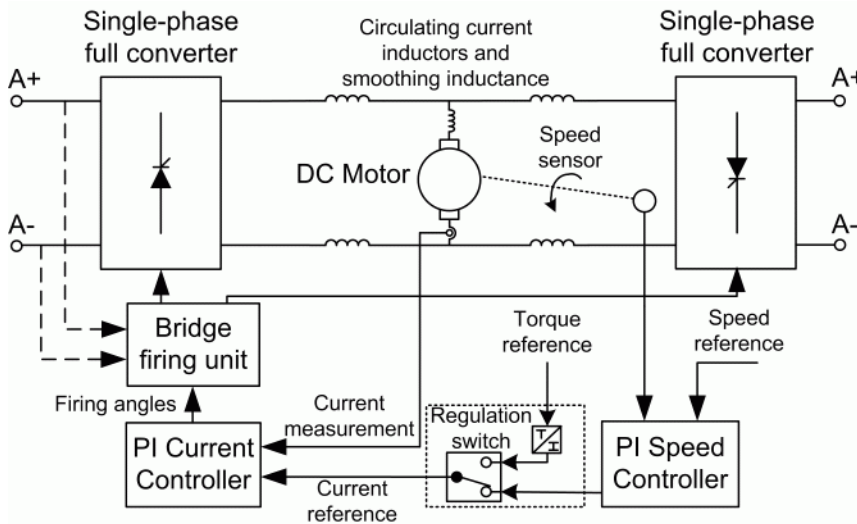 Single-phase
full converter
Circulating current
inductors and
smoothing inductance
Single-phase
full converter
A+
A+
DC Motor
Speed
sensor
A-
A-
Bridge
firing unit
Torque
reference
Speed
reference
Firing angles
Current
measurement
Regulation
switch
T
I
PI Current
Controller
Current
reference
PI Speed
Controller